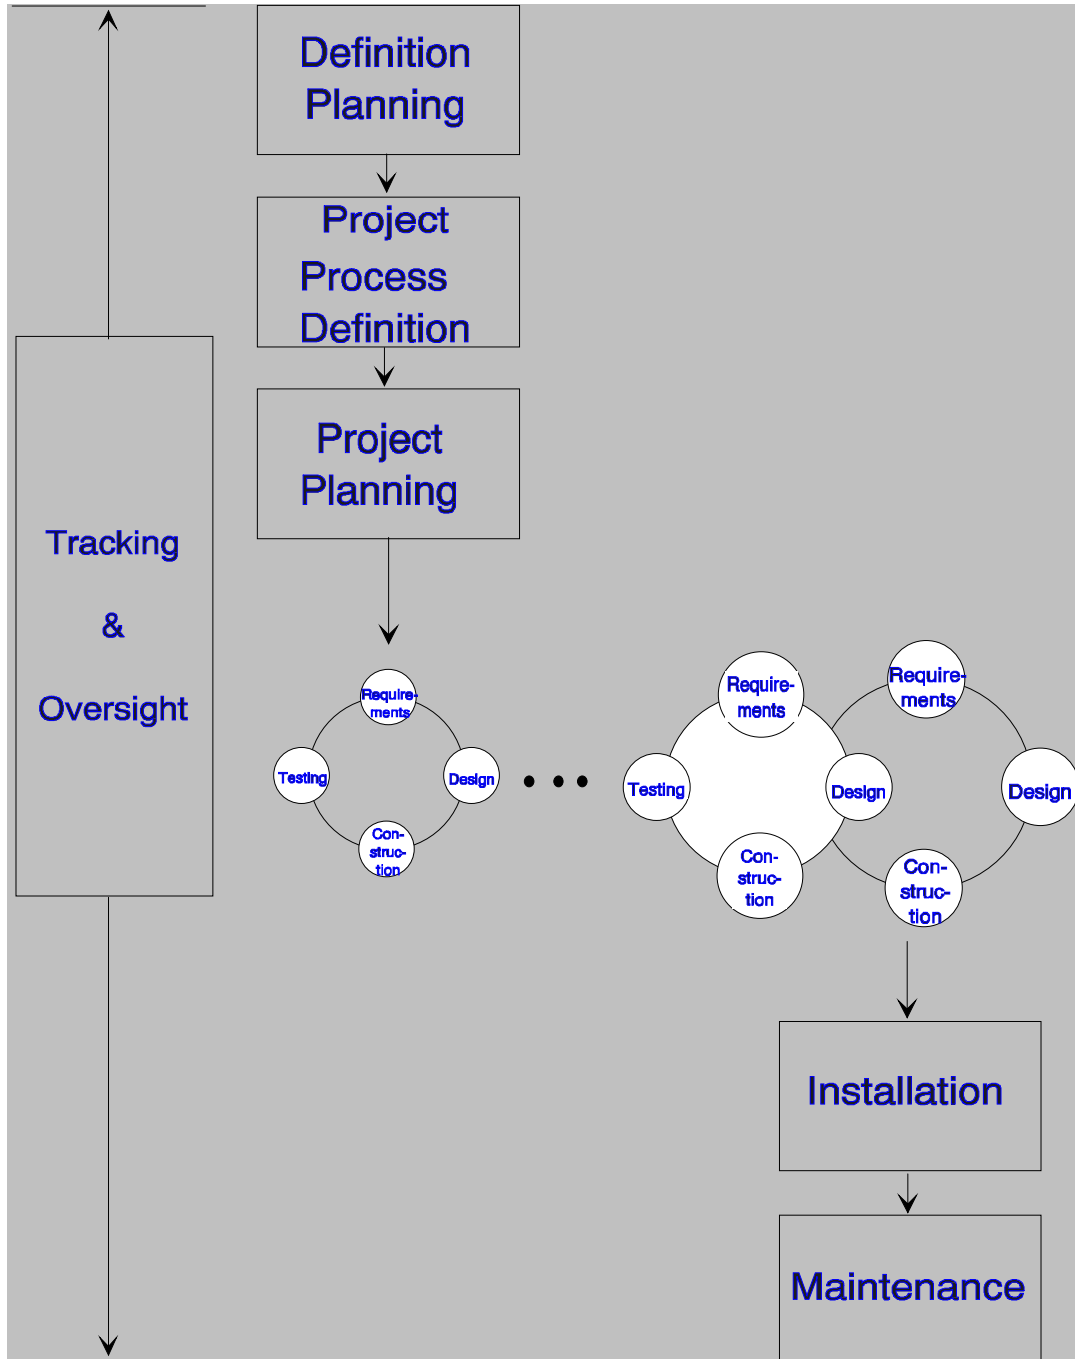 Definition
Planning
Project
Process
Definition
Project
Planning
Tracking
&
Oversight
Require-
ments
Testing
Design
Con-
struc-
tion
Require-
ments
Testing
Design
Con-
struc-
tion
Require-
ments
Design
Con-
struc-
tion
Installation
Maintenance